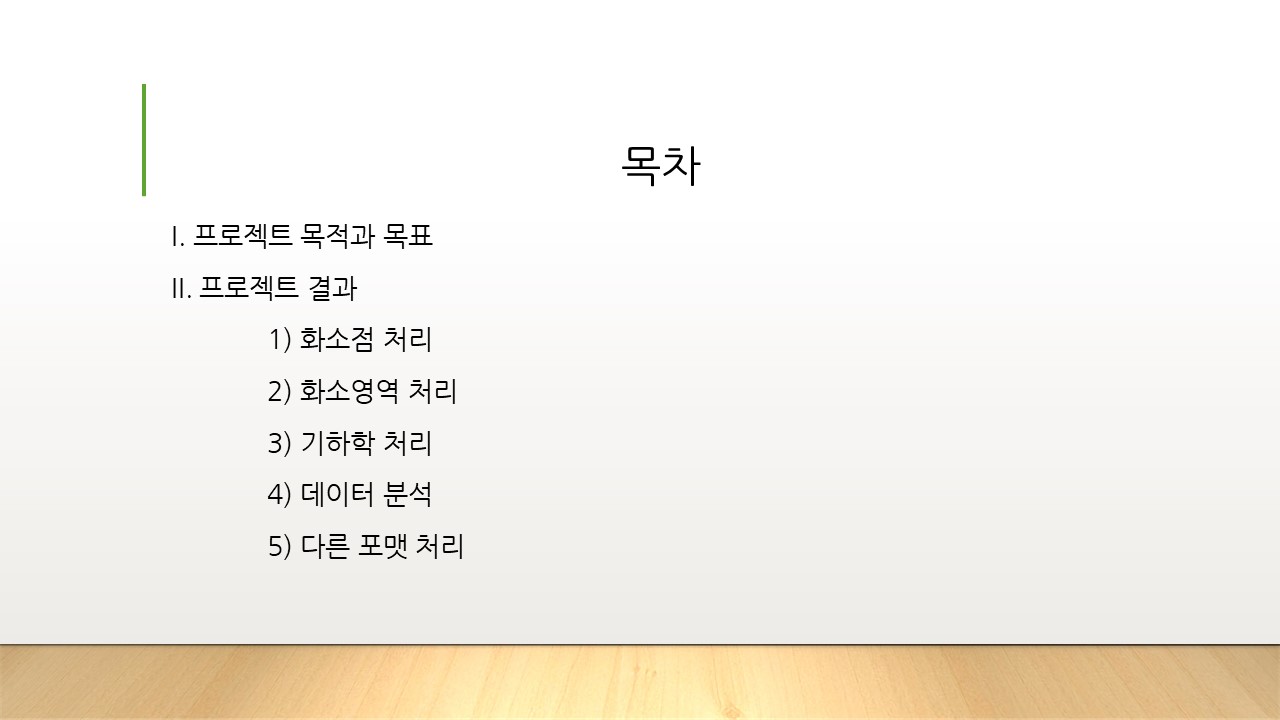 목차
I. 프로젝트 목적과 목표
II. 프로젝트 결과
1) 화소점 처리
2) 화소영역 처리
3) 기하학 처리
4) 데이터 분석
5) 다른 포맷 처리